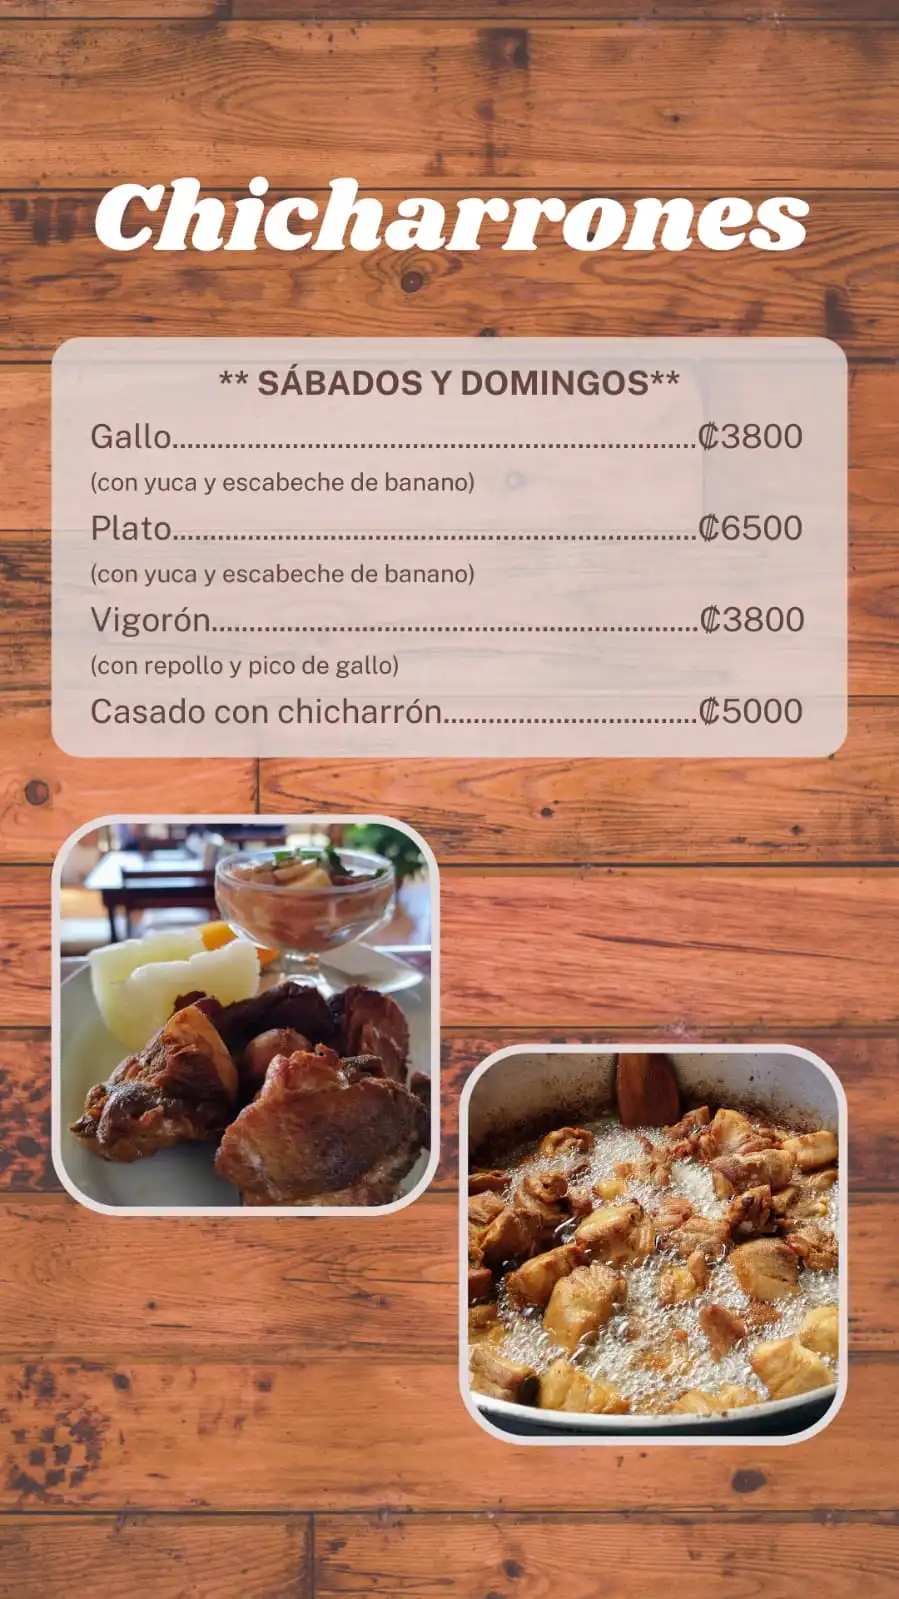 Chicharrones
** SÁBADOS Y DOMINGOS**
Gallo......................................................................₡3800
(con yuca y escabeche de banano)
Plato......................................................................₡6500
(con yuca y escabeche de banano)
Vigorón.................................................................₡3800
(con repollo y pico de gallo)
Casado con chicharrón..................................₡5000